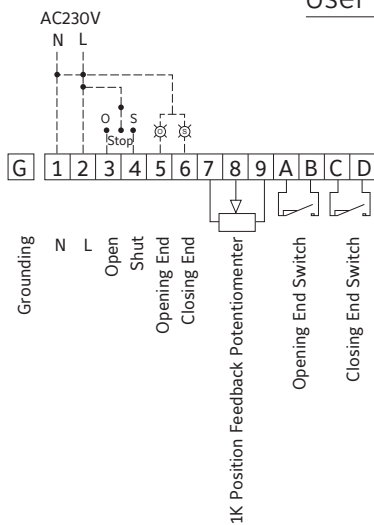 User
AC230V
N L
O S
Stop
O S
G 1 2 3 4 5 6 7 8 9 A B C D
Grounding
N
L
Open
Shut
Opening End
Closing End
1K Position Feedback Potentiomenter
Opening End Switch
Closing End Switch